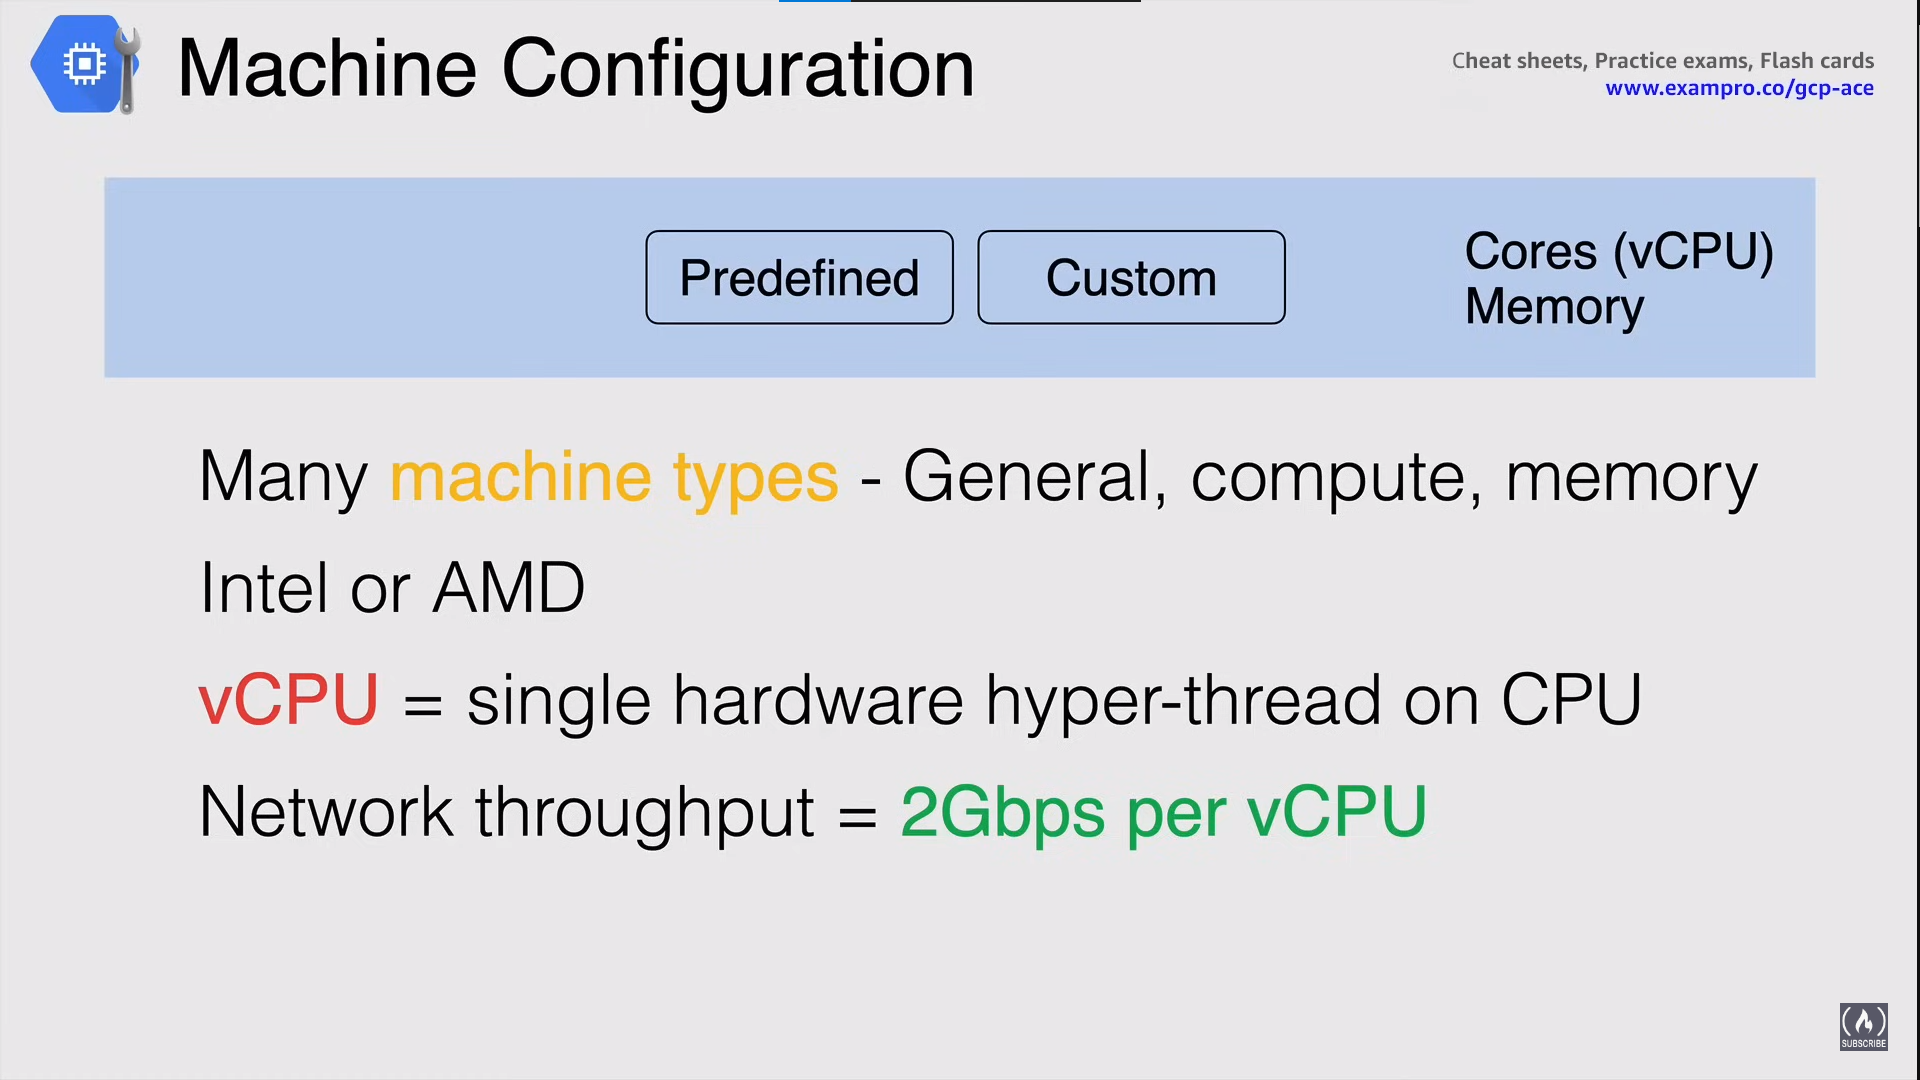 Machine Configuration
Cheat sheets, Practice exams, Flash cards
www.exampro.co/gcp-ace
Predefined
Custom
Cores (vCPU)
Memory
Many machine types - General, compute, memory
Intel or AMD
vCPU = single hardware hyper-thread on CPU
Network throughput = 2Gbps per vCPU
SUBSCRIBE